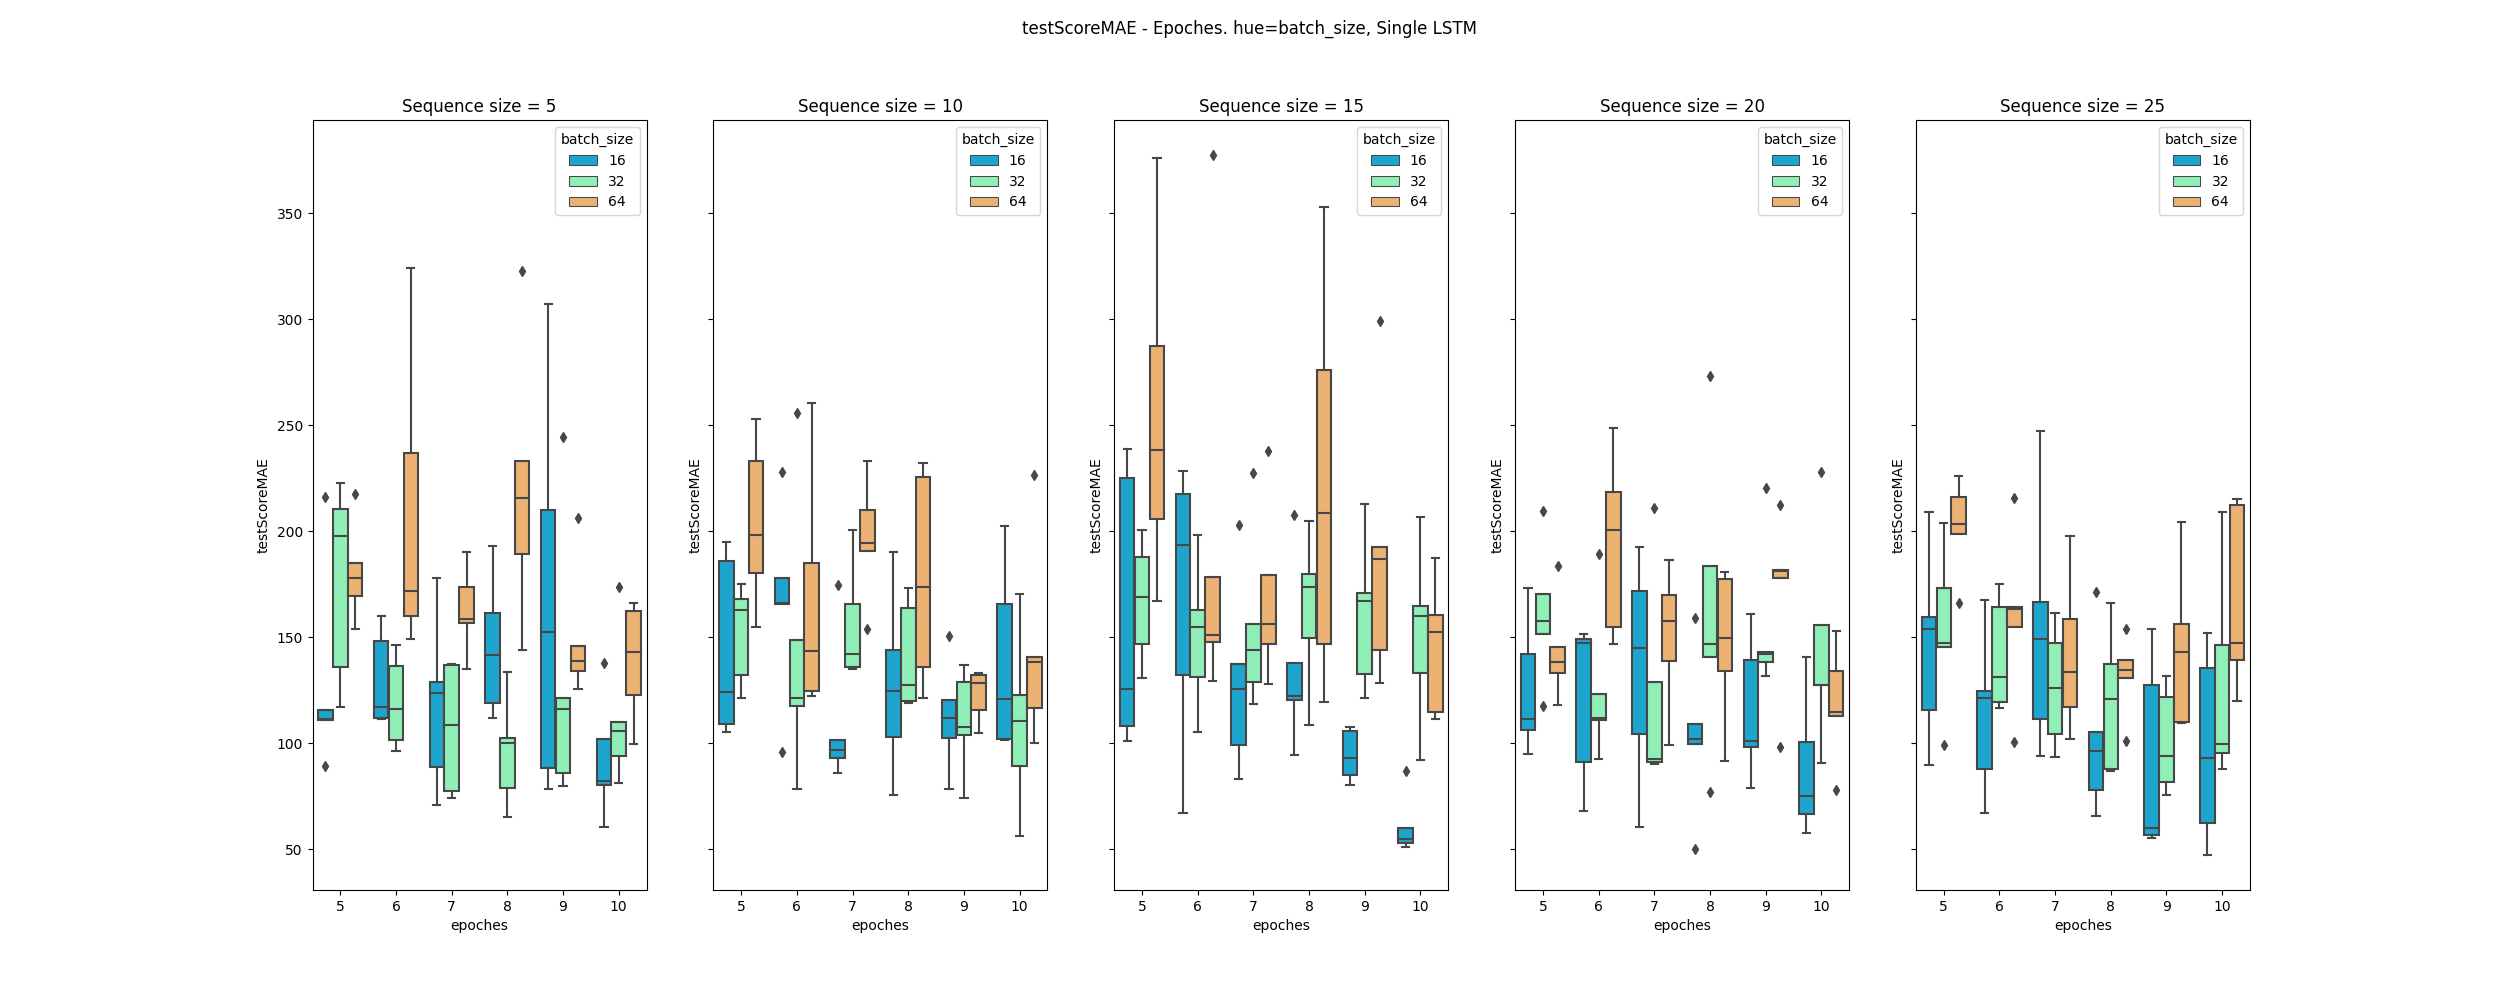 testScoreMAE - Epoches. hue=batch_size, Single LSTM
Sequence size = 5
batch_size
16
32
64
testScoreMAE
350
300
250
200
150
100
50
5 6 7 8 9 10
epoches
Sequence size = 10
batch_size
16
32
64
testScoreMAE
5 6 7 8 9 10
epoches
Sequence size = 15
batch_size
16
32
64
testScoreMAE
5 6 7 8 9 10
epoches
Sequence size = 20
batch_size
16
32
64
testScoreMAE
5 6 7 8 9 10
epoches
Sequence size = 25
batch_size
16
32
64
testScoreMAE
5 6 7 8 9 10
epoches